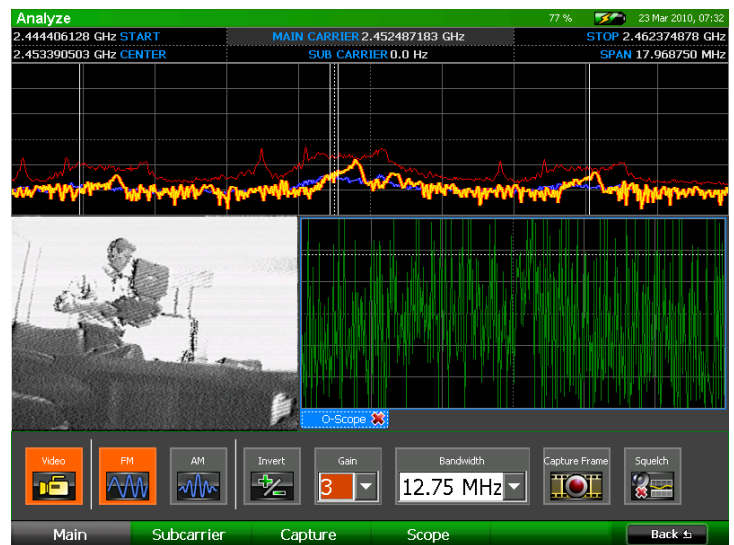 Analyze 77 % 23 Mar 2010, 07:32
2.444406128 GHz START MAIN CARRIER 2.452487183 GHz STOP 2.462374878 GHz
2.453390503 GHz CENTER SUB CARRIER 0.0 Hz SPAN 17.968750 MHz
O-Scope
Video FM AM Invert Gain Bandwidth Capture Frame Squelch
3 12.75 MHz
Main Subcarrier Capture Scope Back